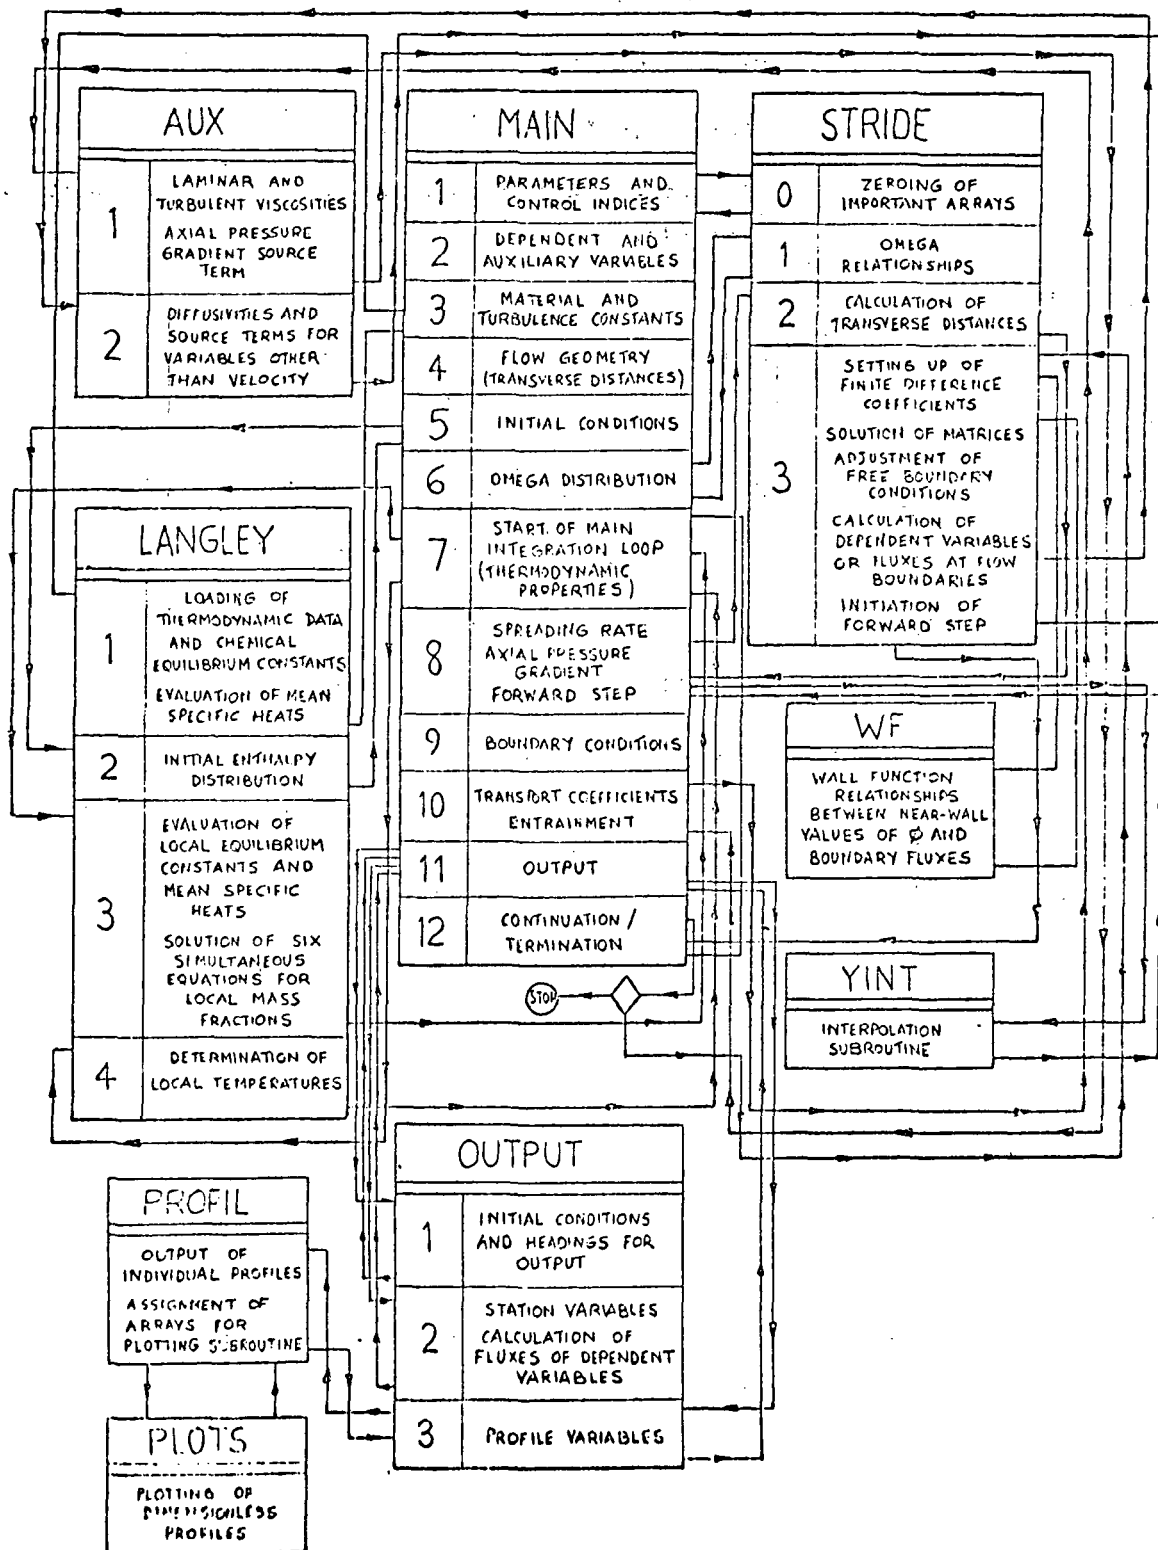 AUX
1
LAMINAR AND
TURBULENT VISCOSITIES
AXIAL PRESSURE
GRADIENT SOURCE
TERM
2
DIFFUSIVITIES AND
SOURCE TERMS FOR
VARIABLES OTHER
THAN VELOCITY
MAIN
1
PARAMETERS AND
CONTROL INDICES
2
DEPENDENT AND
AUXILIARY VARIABLES
3
MATERIAL AND
TURBULENCE CONSTANTS
4
FLOW GEOMETRY
(TRANSVERSE DISTANCES)
5
INITIAL CONDITIONS
6
OMEGA DISTRIBUTION
7
START OF MAIN
INTEGRATION LOOP
(THERMODYNAMIC
PROPERTIES)
8
SPREADING RATE
AXIAL PRESSURE
GRADIENT
FORWARD STEP
9
BOUNDARY CONDITIONS
10
TRANSPORT COEFFICIENTS
ENTRAINMENT
11
OUTPUT
12
CONTINUATION /
TERMINATION
STOP
STRIDE
0
ZEROING OF
IMPORTANT ARRAYS
1
OMEGA
RELATIONSHIPS
2
CALCULATION OF
TRANSVERSE DISTANCES
3
SETTING UP OF
FINITE DIFFERENCE
COEFFICIENTS
SOLUTION OF MATRICES
ADJUSTMENT OF
FREE BOUNDARY
CONDITIONS
CALCULATION OF
DEPENDENT VARIABLES
OR FLUXES AT FLOW
BOUNDARIES
INITIATION OF
FORWARD STEP
LANGLEY
1
LOADING OF
THERMODYNAMIC DATA
AND CHEMICAL
EQUILIBRIUM CONSTANTS
EVALUATION OF MEAN
SPECIFIC HEATS
2
INITIAL ENTHALPY
DISTRIBUTION
3
EVALUATION OF
LOCAL EQUILIBRIUM
CONSTANTS AND
MEAN SPECIFIC
HEATS
SOLUTION OF SIX
SIMULTANEOUS
EQUATIONS FOR
LOCAL MASS
FRACTIONS
4
DETERMINATION OF
LOCAL TEMPERATURES
WF
WALL FUNCTION
RELATIONSHIPS
BETWEEN NEAR-WALL
VALUES OF Ø AND
BOUNDARY FLUXES
YINT
INTERPOLATION
SUBROUTINE
OUTPUT
1
INITIAL CONDITIONS
AND HEADINGS FOR
OUTPUT
2
STATION VARIABLES
CALCULATION OF
FLUXES OF DEPENDENT
VARIABLES
3
PROFILE VARIABLES
PROFIL
OUTPUT OF
INDIVIDUAL PROFILES
ASSIGNMENT OF
ARRAYS FOR
PLOTTING SUBROUTINE
PLOTS
PLOTTING OF
DIMENSIONLESS
PROFILES